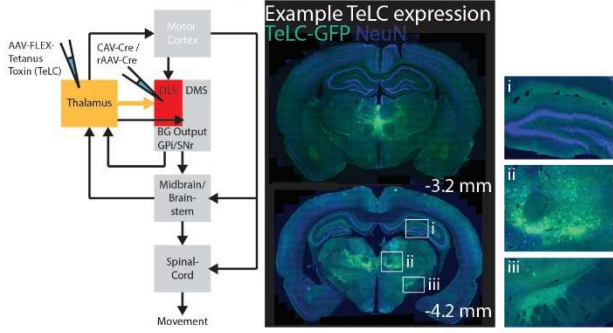 AAV-FLEX-
Tetanus
Toxin (TeLC)
CAV-Cre /
rAAV-Cre
Motor
Cortex
Thalamus
DLS
DMS
BG Output
GPi/SNr
Midbrain/
Brain-
stem
Spinal-
Cord
Movement
Example TeLC expression
TeLC-GFP NeuN
-3.2 mm
i
ii
iii
-4.2 mm
i
ii
iii